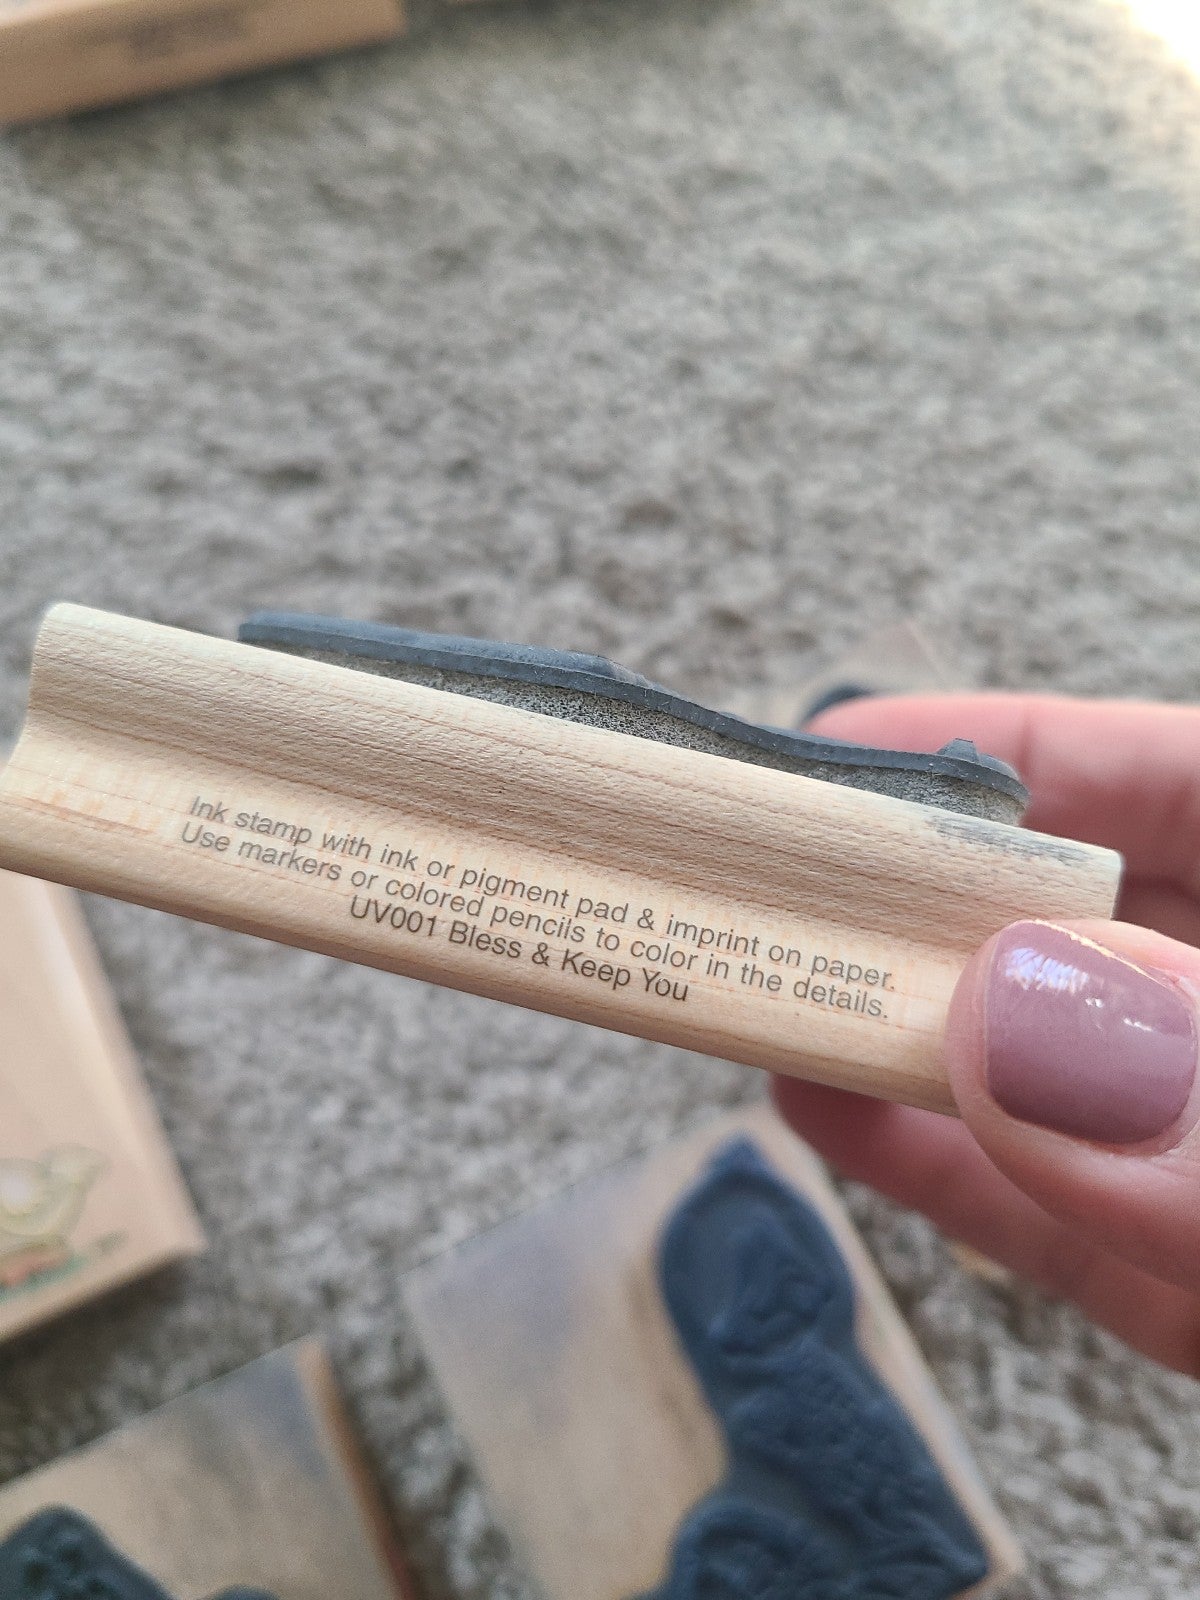 Ink stamp with ink or pigment pad & imprint on paper.
Use markers or colored pencils to color in the details.
UV001 Bless & Keep You